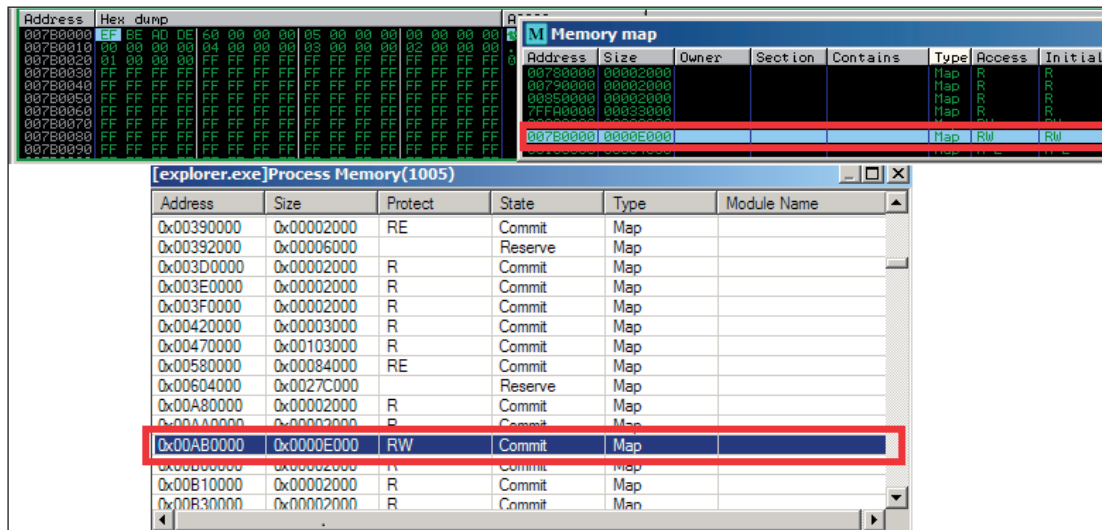 Address Hex dump
007B0000 EF BE AD DE 60 00 00 00 05 00 00 00 00 00 00 00
007B0010 00 00 00 00 04 00 00 00 03 00 00 00 02 00 00 00
007B0020 01 00 00 00 FF FF FF FF FF FF FF FF FF FF FF FF
007B0030 FF FF FF FF FF FF FF FF FF FF FF FF FF FF FF FF
007B0040 FF FF FF FF FF FF FF FF FF FF FF FF FF FF FF FF
007B0050 FF FF FF FF FF FF FF FF FF FF FF FF FF FF FF FF
007B0060 FF FF FF FF FF FF FF FF FF FF FF FF FF FF FF FF
007B0070 FF FF FF FF FF FF FF FF FF FF FF FF FF FF FF FF
007B0080 FF FF FF FF FF FF FF FF FF FF FF FF FF FF FF FF
007B0090 FF FF FF FF FF FF FF FF FF FF FF FF FF FF FF FF
M Memory map
Address Size Owner Section Contains Type Access Initial
00780000 00002000 Map R R
00790000 00002000 Map R R
00350000 00002000 Map R R
7FFA0000 00033000 Map R R
007B0000 0000E000 Map RW RW
[explorer.exe]Process Memory(1005)
Address Size Protect State Type Module Name
0x00390000 0x00002000 RE Commit Map
0x00392000 0x00006000 Reserve Map
0x003D0000 0x00002000 R Commit Map
0x003E0000 0x00002000 R Commit Map
0x003F0000 0x00002000 R Commit Map
0x00420000 0x00003000 R Commit Map
0x00470000 0x00103000 R Commit Map
0x00580000 0x00084000 RE Commit Map
0x00604000 0x0027C000 Reserve Map
0x00A80000 0x00002000 R Commit Map
0x00AA0000 0x00002000 R Commit Map
0x00AB0000 0x0000E000 RW Commit Map
0x00B00000 0x00002000 R Commit Map
0x00B10000 0x00002000 R Commit Map
0x00B30000 0x00002000 R Commit Map